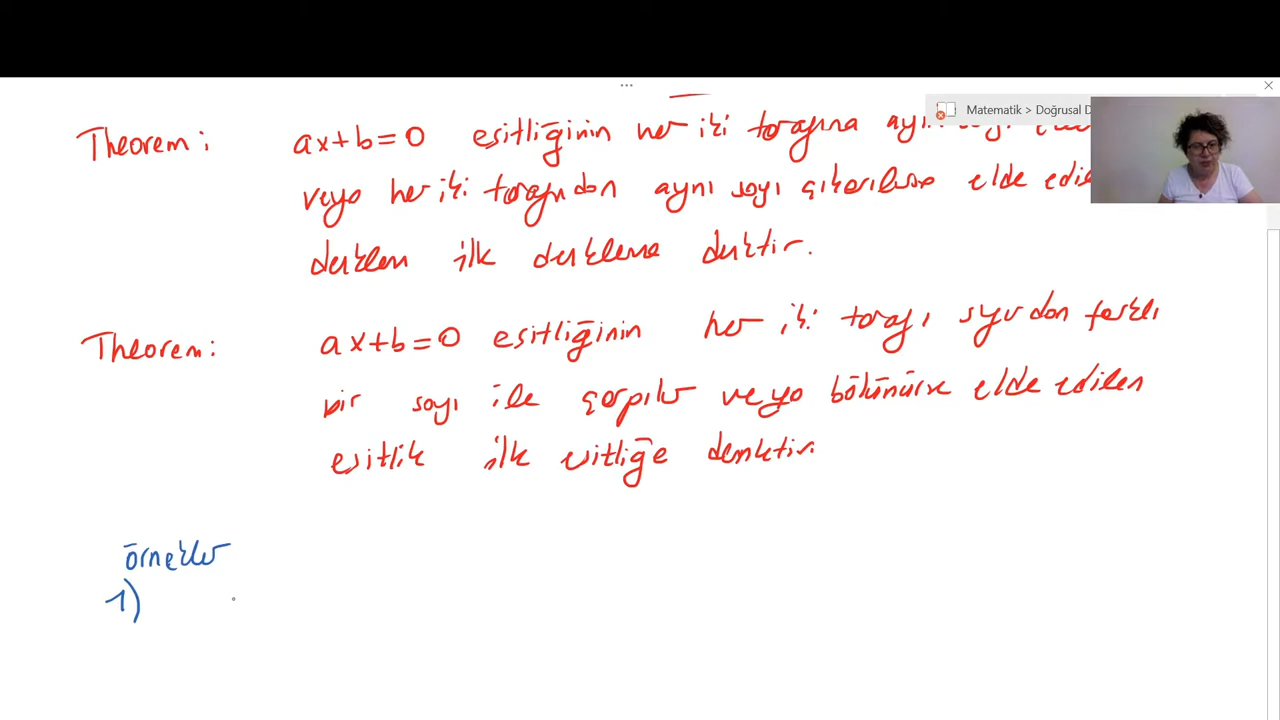 ...
Matematik > Doğrusal D
Theorem: ax+b=0 eşitliğinin her iki tarafına aynı sayı
veya her iki tarafından aynı sayı çıkarılırsa elde
denklem ilk denkleme denktir.
Theorem: ax+b=0 eşitliğinin her iki tarafı sıfırdan farklı
bir sayı ile çarpılır veya bölünürse elde edilen
eşitlik ilk eşitliğe denktir.
örnekler
1)